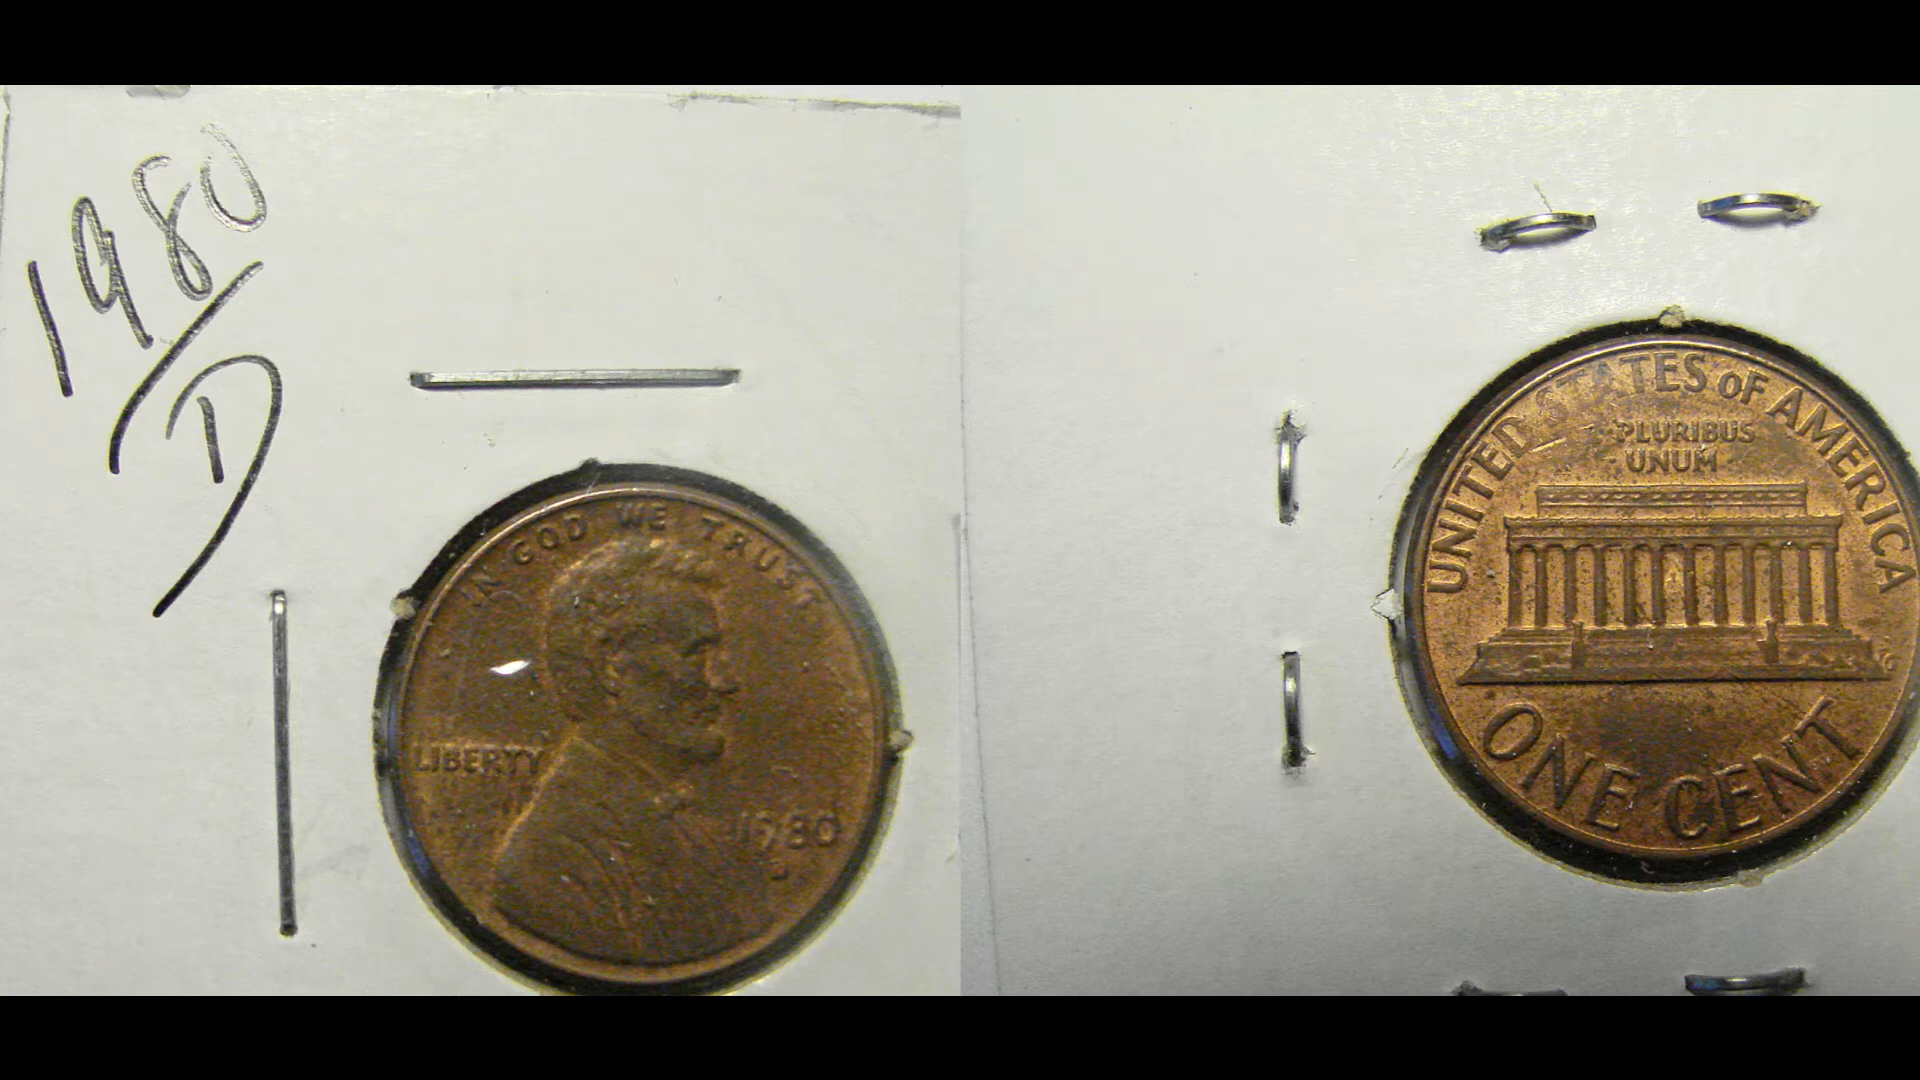 1980
D
IN GOD WE TRUST
LIBERTY
1980
D
UNITED STATES OF AMERICA
PLURIBUS
UNUM
ONE CENT